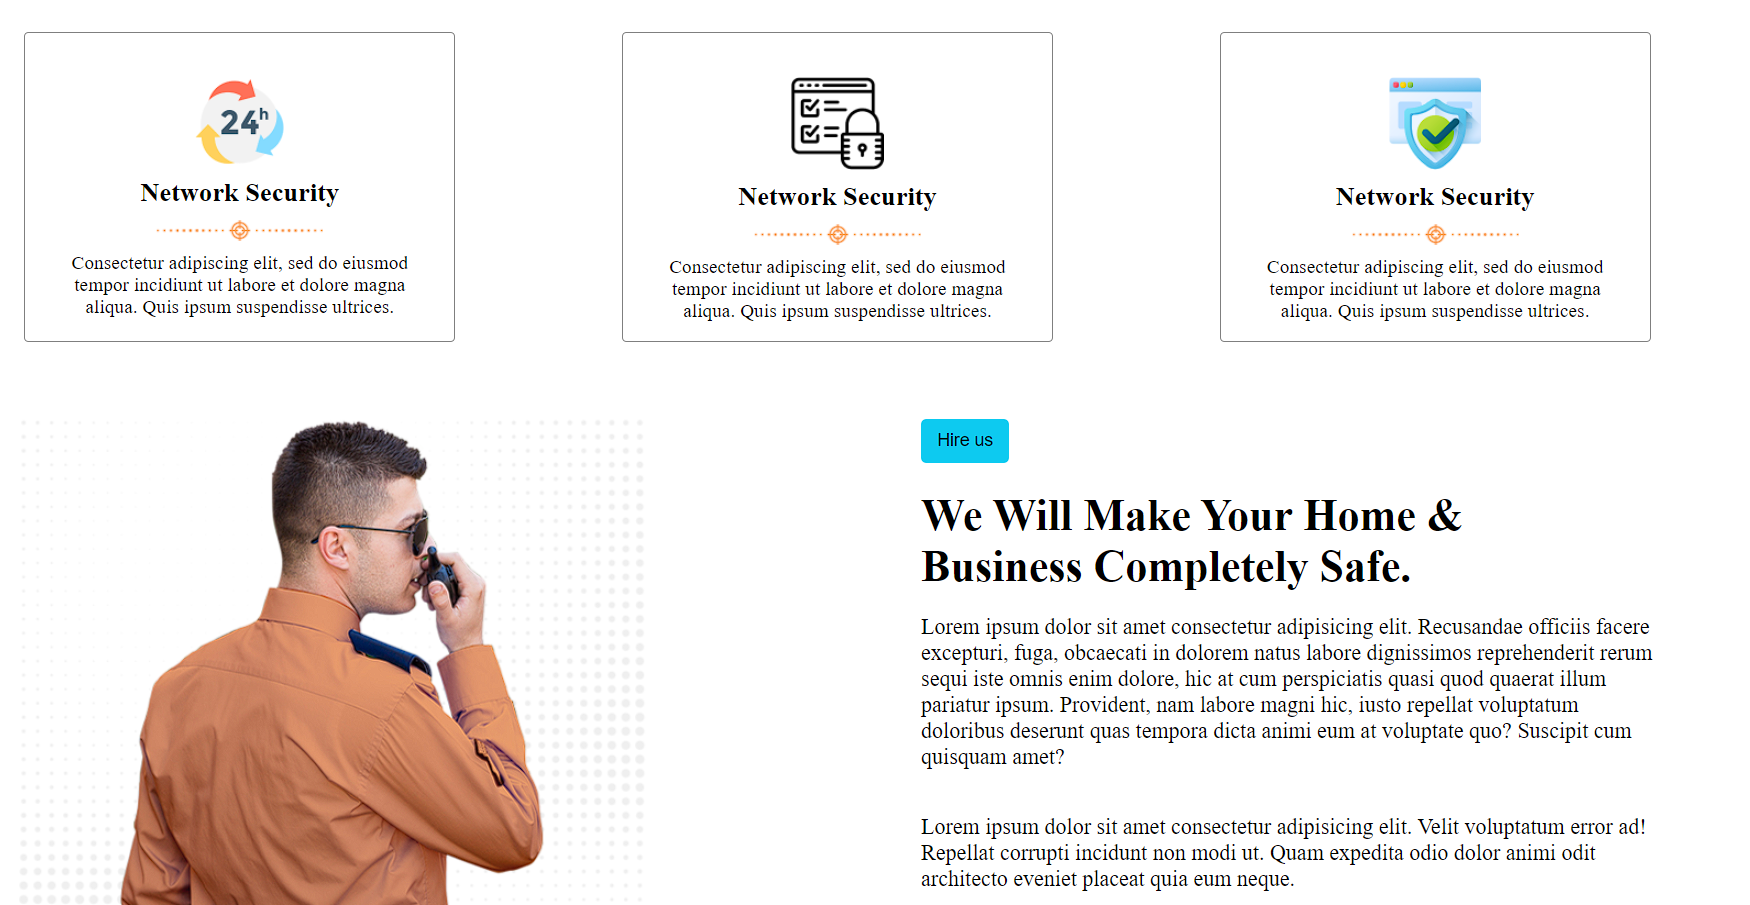 24h
Network Security
Consectetur adipiscing elit, sed do eiusmod
tempor incidiunt ut labore et dolore magna
aliqua. Quis ipsum suspendisse ultrices.
Network Security
Consectetur adipiscing elit, sed do eiusmod
tempor incidiunt ut labore et dolore magna
aliqua. Quis ipsum suspendisse ultrices.
Network Security
Consectetur adipiscing elit, sed do eiusmod
tempor incidiunt ut labore et dolore magna
aliqua. Quis ipsum suspendisse ultrices.
Hire us
We Will Make Your Home &
Business Completely Safe.
Lorem ipsum dolor sit amet consectetur adipisicing elit. Recusandae officiis facere
excepturi, fuga, obcaecati in dolorem natus labore dignissimos reprehenderit rerum
sequi iste omnis enim dolore, hic at cum perspiciatis quasi quod quaerat illum
pariatur ipsum. Provident, nam labore magni hic, iusto repellat voluptatum
doloribus deserunt quas tempora dicta animi eum at voluptate quo? Suscipit cum
quisquam amet?
Lorem ipsum dolor sit amet consectetur adipisicing elit. Velit voluptatum error ad!
Repellat corrupti incidunt non modi ut. Quam expedita odio dolor animi odit
architecto eveniet placeat quia eum neque.